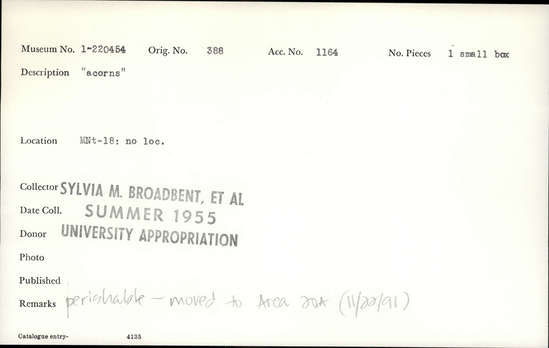 Museum No. 1-220454 Orig. No. 388 Acc. No. 1164 No. Pieces 1 small box
Description "acorns"
Location MNt-18: no loc.
Collector SYLVIA M. BROADBENT, ET AL
Date Coll. SUMMER 1955
Donor UNIVERSITY APPROPRIATION
Photo
Published
Remarks perishable - moved to Area 20A (11/22/91)
Catalogue entry- 4135